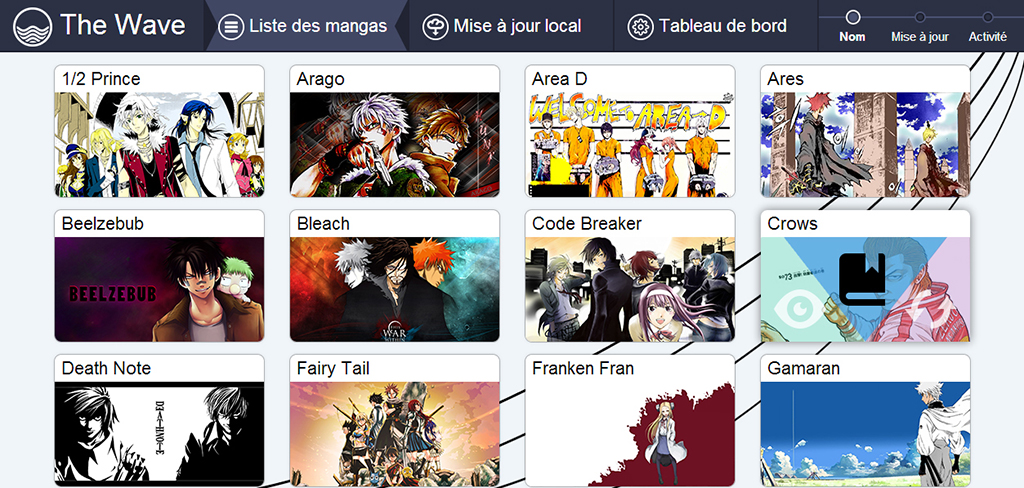 The Wave
Liste des mangas
Mise à jour local
Tableau de bord
Nom
Mise à jour
Activité
1/2 Prince
Arago
Area D
Ares
WELCOME to AREA-D
Beelzebub
Bleach
Code Breaker
Crows
BEELZEBUB
WAR
WITHIN
Death Note
Fairy Tail
Franken Fran
Gamaran
DEATH NOTE